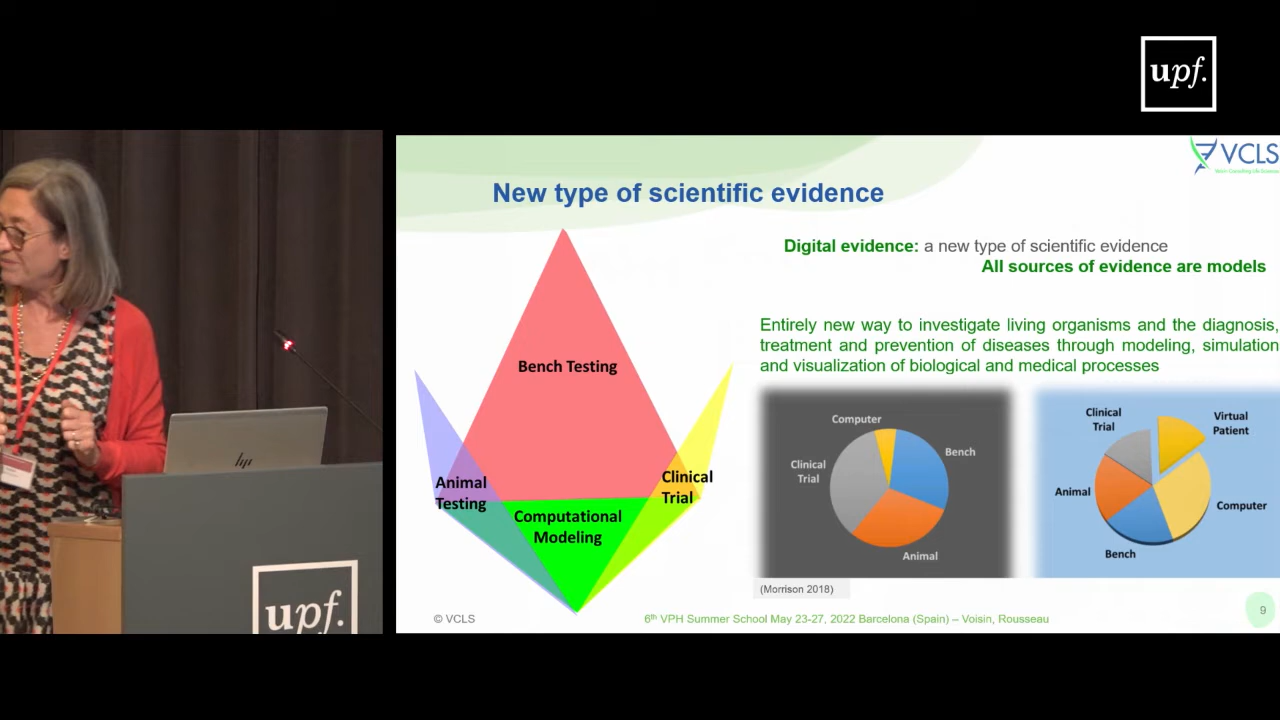 upf.
VCLS
New type of scientific evidence
Digital evidence: a new type of scientific evidence
All sources of evidence are models
Entirely new way to investigate living organisms and the diagnosis,
treatment and prevention of diseases through modeling, simulation
and visualization of biological and medical processes
Bench Testing
Animal
Testing
Clinical
Trial
Computational
Modeling
Computer
Clinical
Trial
Bench
Animal
Clinical
Trial
Virtual
Patient
Animal
Computer
Bench
(Morrison 2018)
© VCLS
6th VPH Summer School May 23-27, 2022 Barcelona (Spain) – Voisin, Rousseau
9
hp
upf.